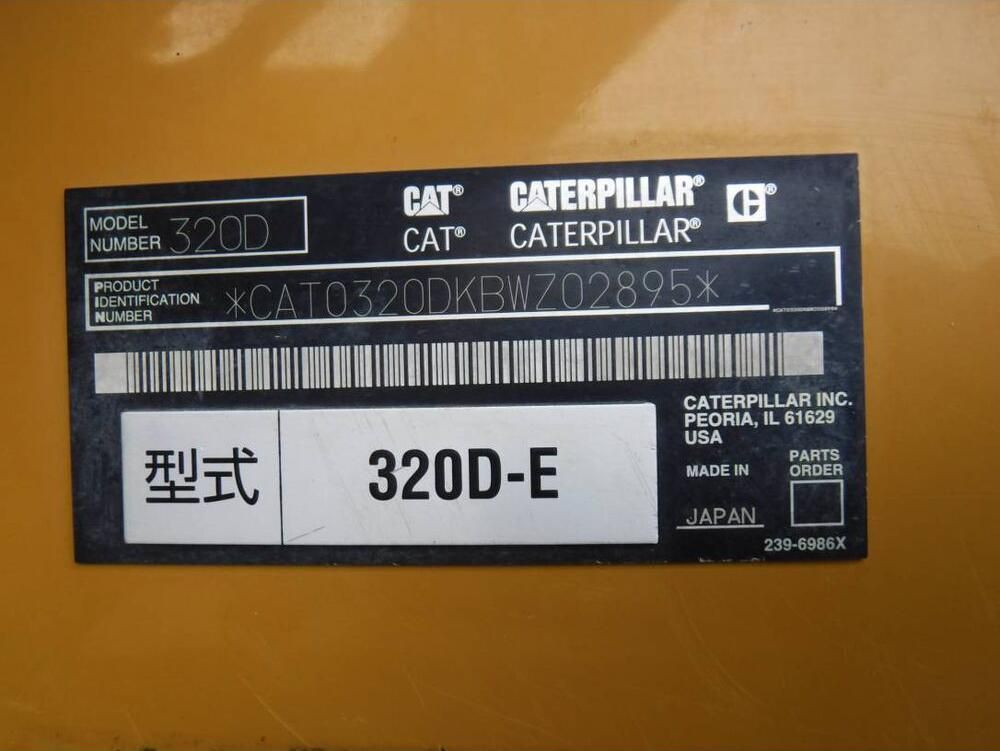 MODEL NUMBER 320D
CAT® CATERPILLAR® C®
CAT® CATERPILLAR®
PRODUCT IDENTIFICATION NUMBER *CAT0320DKBWZ02895*
型式 320D-E
CATERPILLAR INC.
PEORIA, IL 61629
USA
MADE IN JAPAN
PARTS ORDER
239-6986X